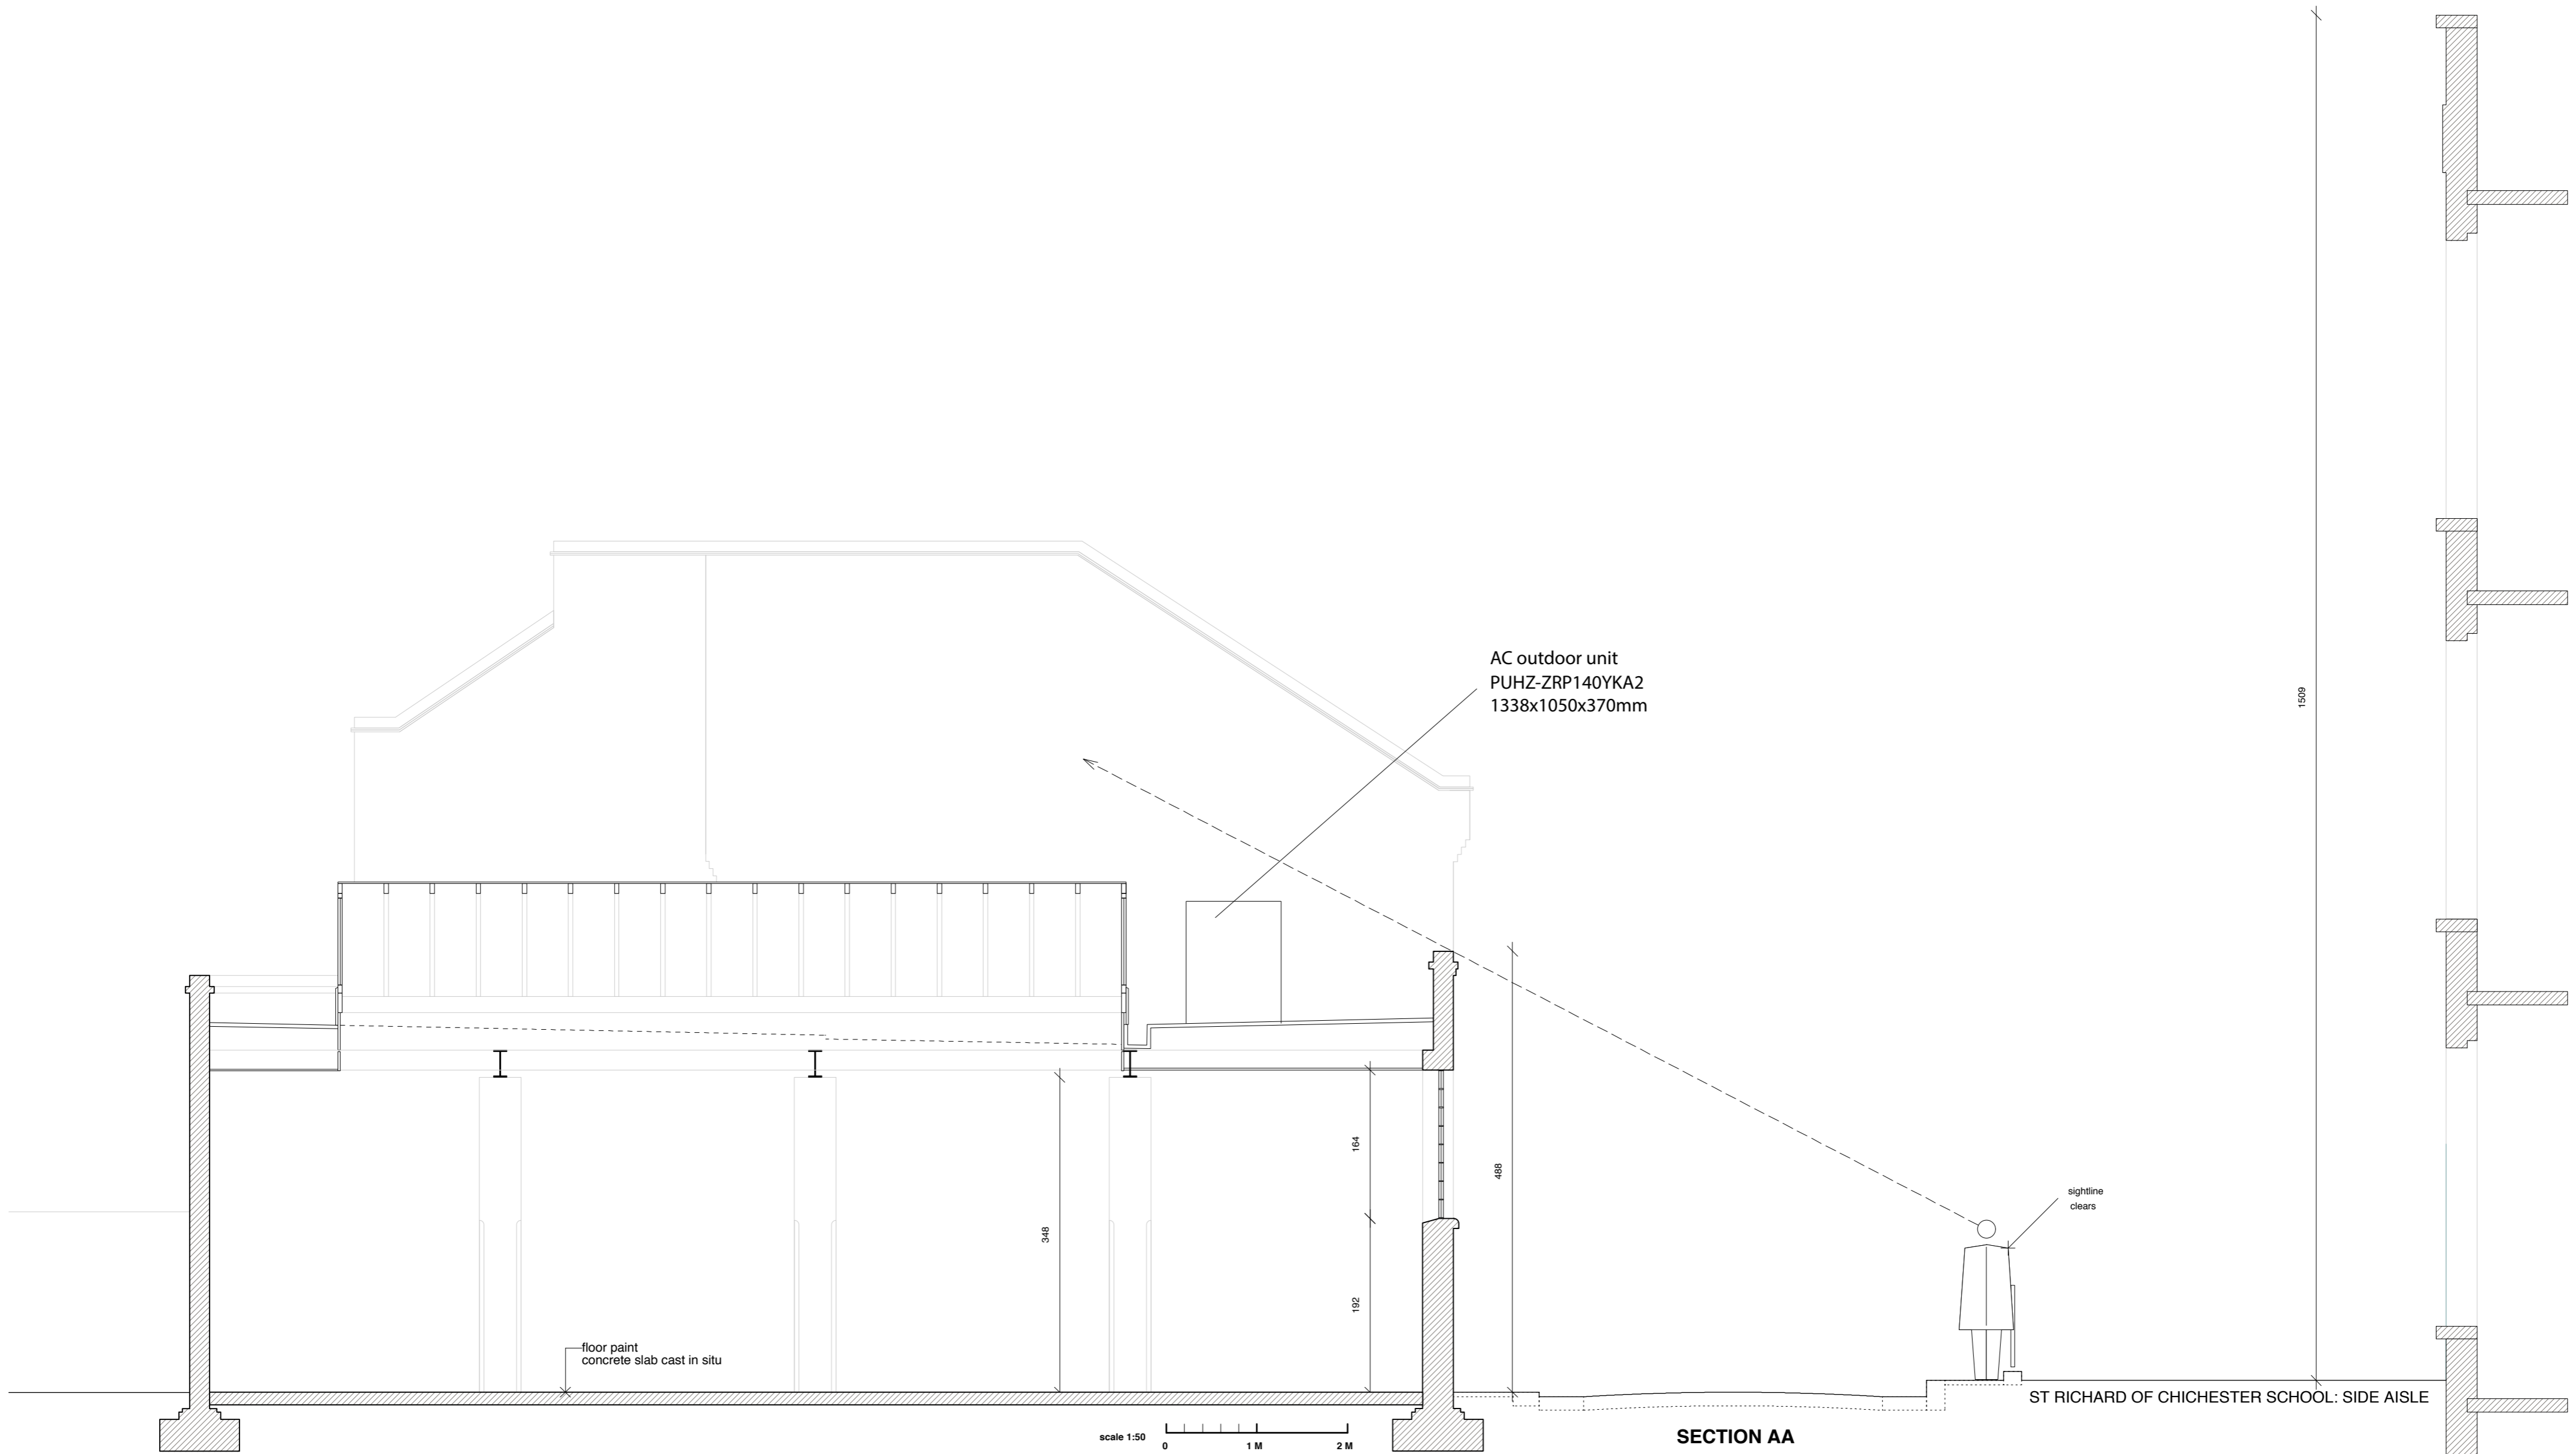 AC outdoor unit
PUHZ-ZRP140YKA2
1338x1050x370mm
1509
164
488
348
192
sightline
clears
floor paint
concrete slab cast in situ
ST RICHARD OF CHICHESTER SCHOOL: SIDE AISLE
scale 1:50
0 1 M 2 M
SECTION AA